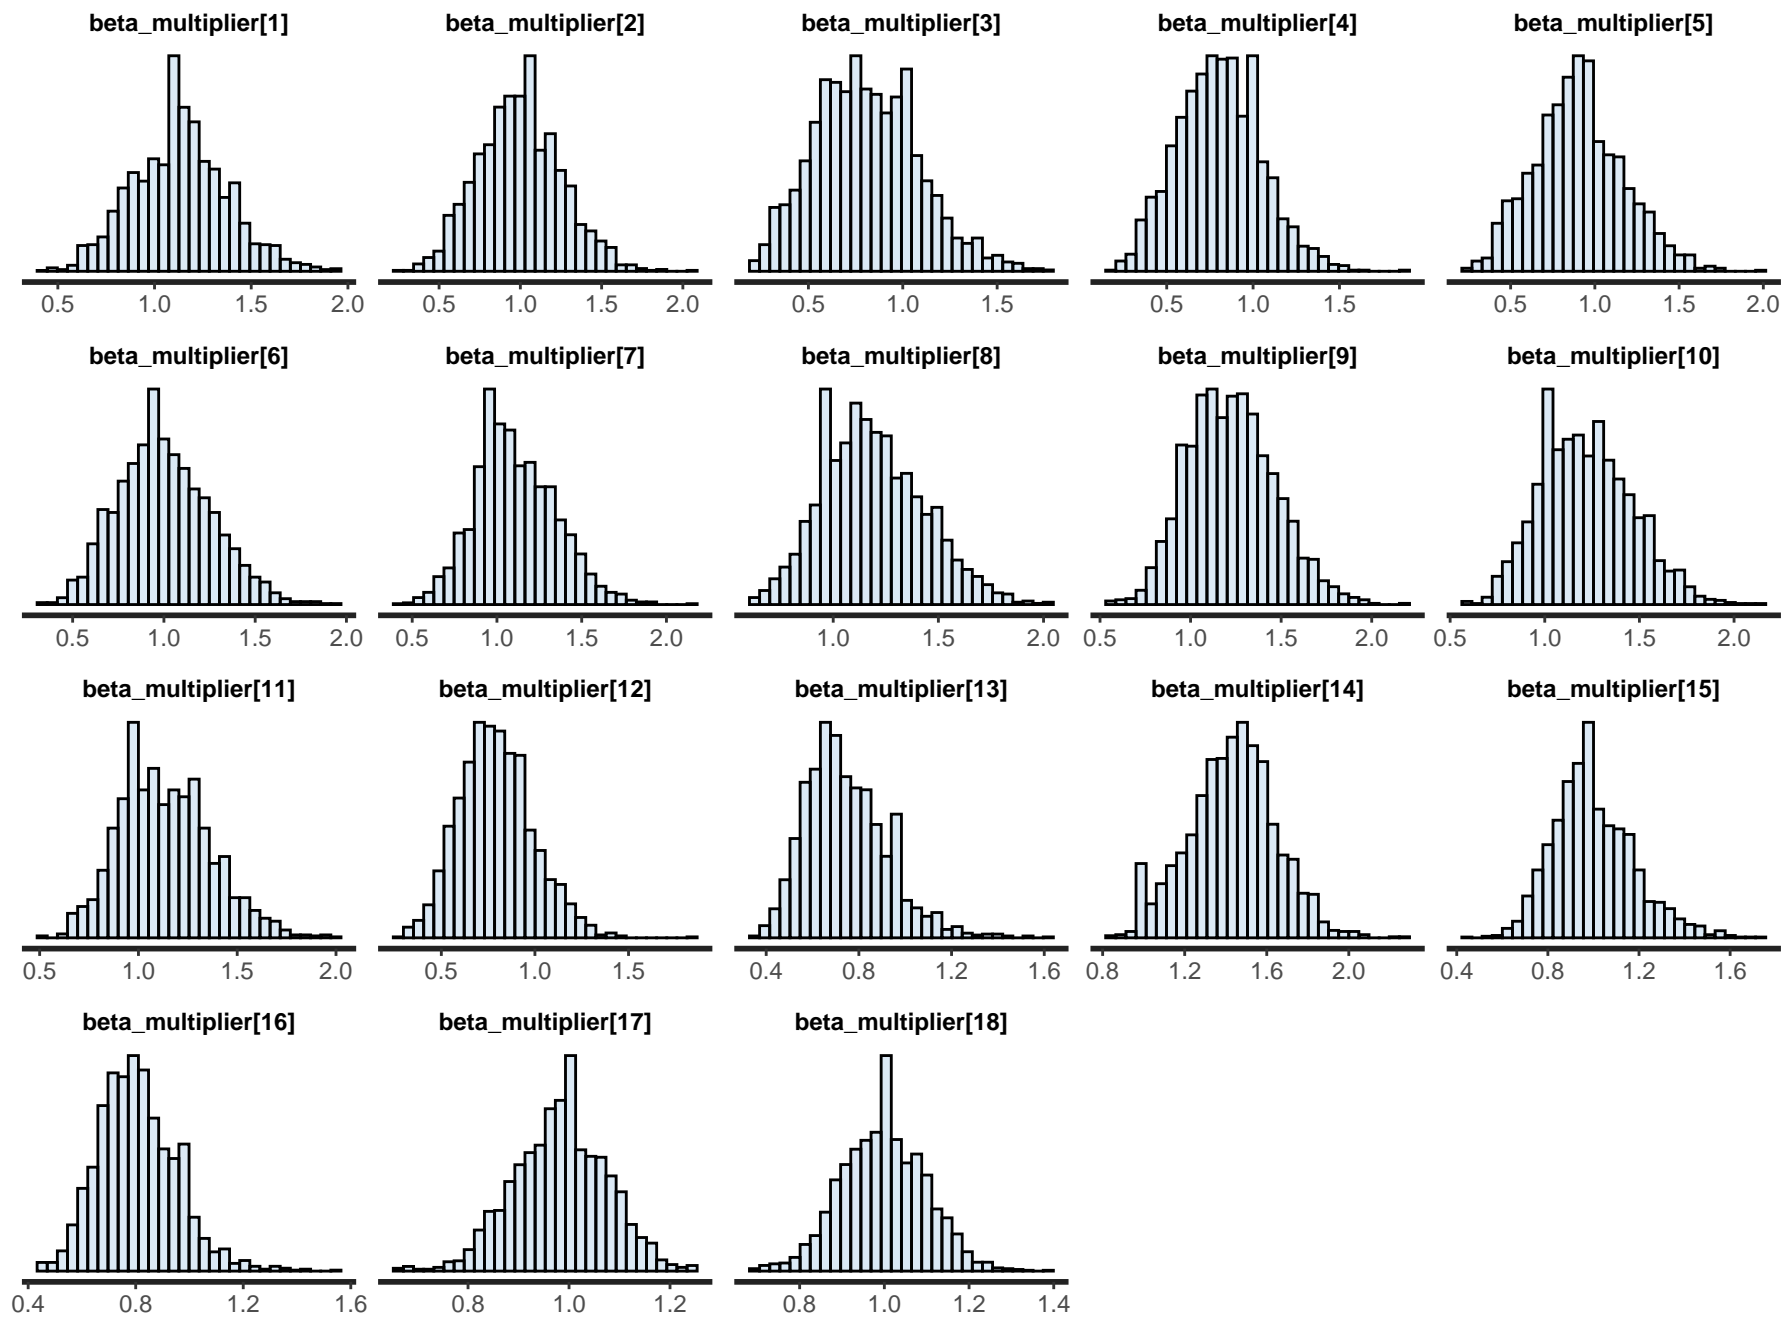 beta_multiplier[1] beta_multiplier[2] beta_multiplier[3] beta_multiplier[4] beta_multiplier[5]
0.5 1.0 1.5 2.0 0.5 1.0 1.5 2.0 0.5 1.0 1.5 0.5 1.0 1.5 0.5 1.0 1.5 2.0
beta_multiplier[6] beta_multiplier[7] beta_multiplier[8] beta_multiplier[9] beta_multiplier[10]
0.5 1.0 1.5 2.0 0.5 1.0 1.5 2.0 1.0 1.5 2.0 0.5 1.0 1.5 2.0 0.5 1.0 1.5 2.0
beta_multiplier[11] beta_multiplier[12] beta_multiplier[13] beta_multiplier[14] beta_multiplier[15]
0.5 1.0 1.5 2.0 0.5 1.0 1.5 0.4 0.8 1.2 1.6 0.8 1.2 1.6 2.0 0.4 0.8 1.2 1.6
beta_multiplier[16] beta_multiplier[17] beta_multiplier[18]
0.4 0.8 1.2 1.6 0.8 1.0 1.2 0.8 1.0 1.2 1.4